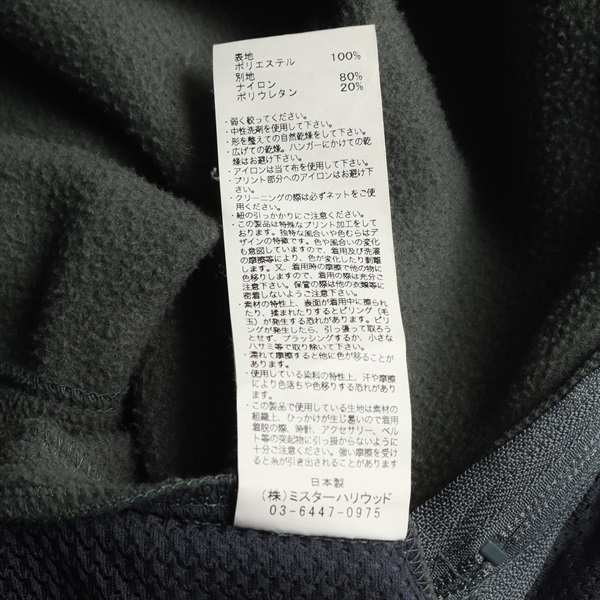 表地
ポリエステル 100%
別地
ナイロン 80%
ポリウレタン 20%
・弱く絞ってください。
・中性洗剤を使用して下さい。
・形を整えての自然乾燥をして下さい。
・広げての乾燥。ハンガーにかけての乾
燥はお避け下さい。
・アイロンは当て布を使用して下さい。
・プリント部分へのアイロンはお避け下
さい。
・クリーニングの際は必ずネットをご使
用ください。
・紐の引っかかりにご注意ください。
・この製品は特殊なプリント加工をして
おります。独特な風合いや色むらはデ
ザインの特徴です。色や風合いの変化
も意図していますので、着用及び洗濯
の摩擦等により、色が変化したり剥離
します。又、着用時の摩擦で他の物に
色移りしますので、着用の際は充分ご
注意下さい。保管の際は他の衣類等に
密着しないようご注意下さい。
・素材の特性上、表面が着用中に擦られ
たり、揉まれたりするとピリング(毛
玉)が発生する恐れがあります。ピリ
ングが発生したら、引っ張って取ろう
とせず、ブラッシングするか、小さな
ハサミ等で取り除いて下さい。
・濡れて摩擦すると他に色が移ることが
あります。
・使用している染料の特性上、汗や摩擦
により色落ちや色移りする恐れがあり
ます。
・この製品で使用している生地は素材の
組織上、ひっかけが生じ易いので着用
着脱の際、時計、アクセサリー、ベル
ト等の突起物に引っ掛からないように
十分ご注意ください。強い摩擦を受け
ると糸が引き出されることがあります
日本製
(株)ミスターハリウッド
03-6447-0975